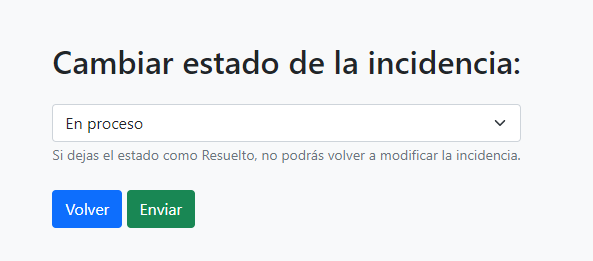 Cambiar estado de la incidencia:
En proceso
Si dejas el estado como Resuelto, no podrás volver a modificar la incidencia.
Volver Enviar